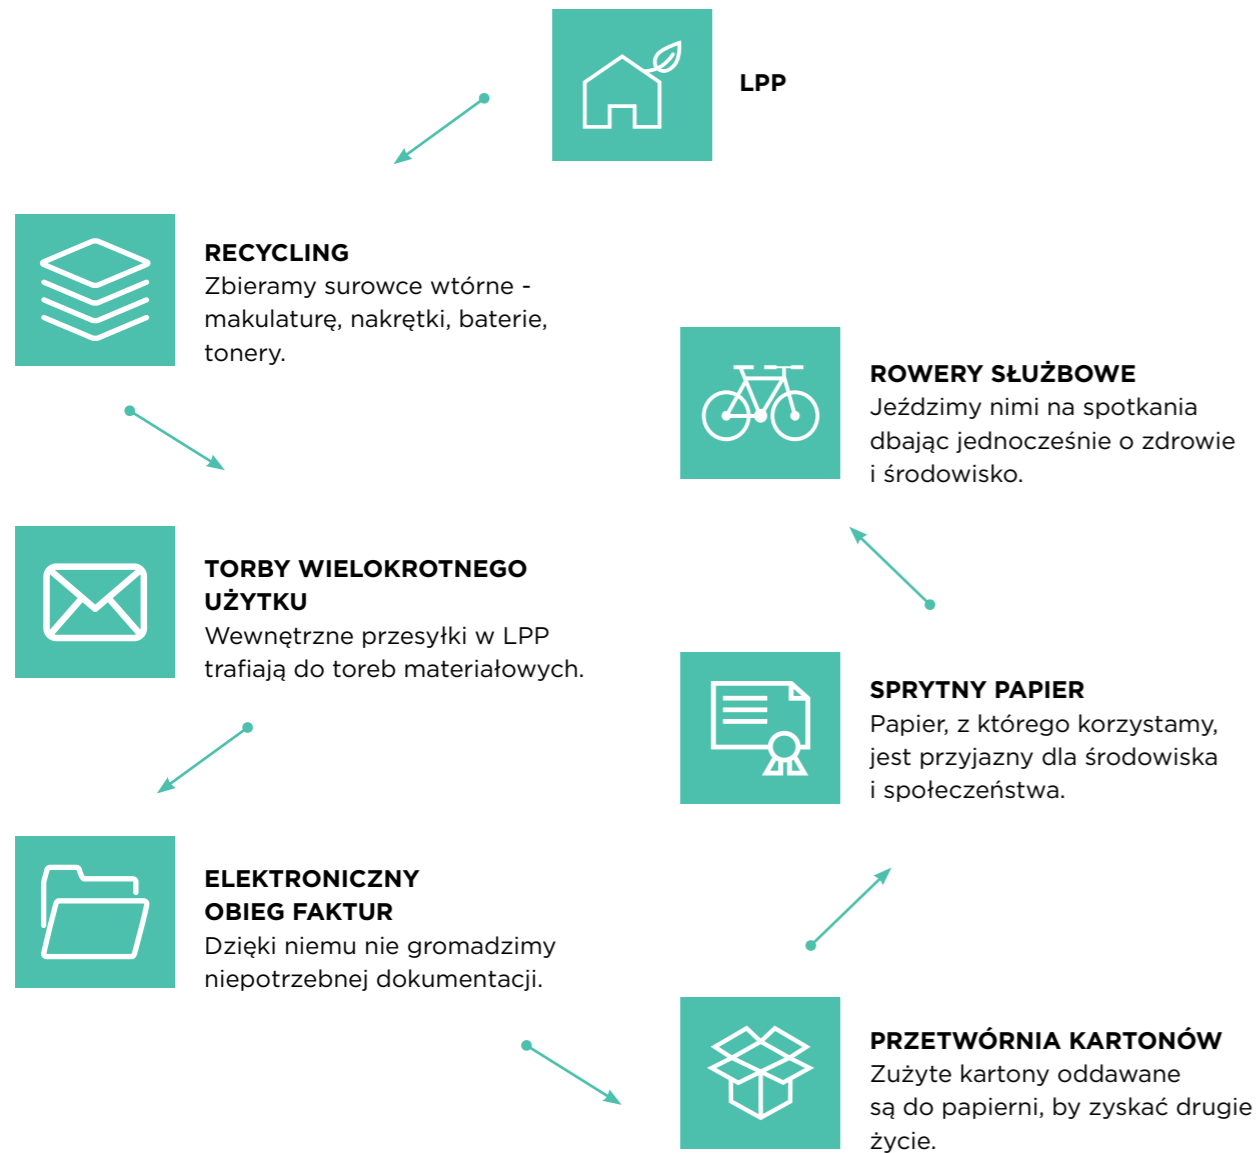 LPP
RECYCLING
Zbieramy surowce wtórne -
makulaturę, nakrętki, baterie,
tonery.
TORBY WIELOKROTNEGO
UŻYTKU
Wewnętrzne przesyłki w LPP
trafiają do toreb materiałowych.
ELEKTRONICZNY
OBIEG FAKTUR
Dzięki niemu nie gromadzimy
niepotrzebnej dokumentacji.
PRZETWÓRNIA KARTONÓW
Zużyte kartony oddawane
są do papierni, by zyskać drugie
życie.
SPRYTNY PAPIER
Papier, z którego korzystamy,
jest przyjazny dla środowiska
i społeczeństwa.
ROWERY SŁUŻBOWE
Jeździmy nimi na spotkania
dbając jednocześnie o zdrowie
i środowisko.